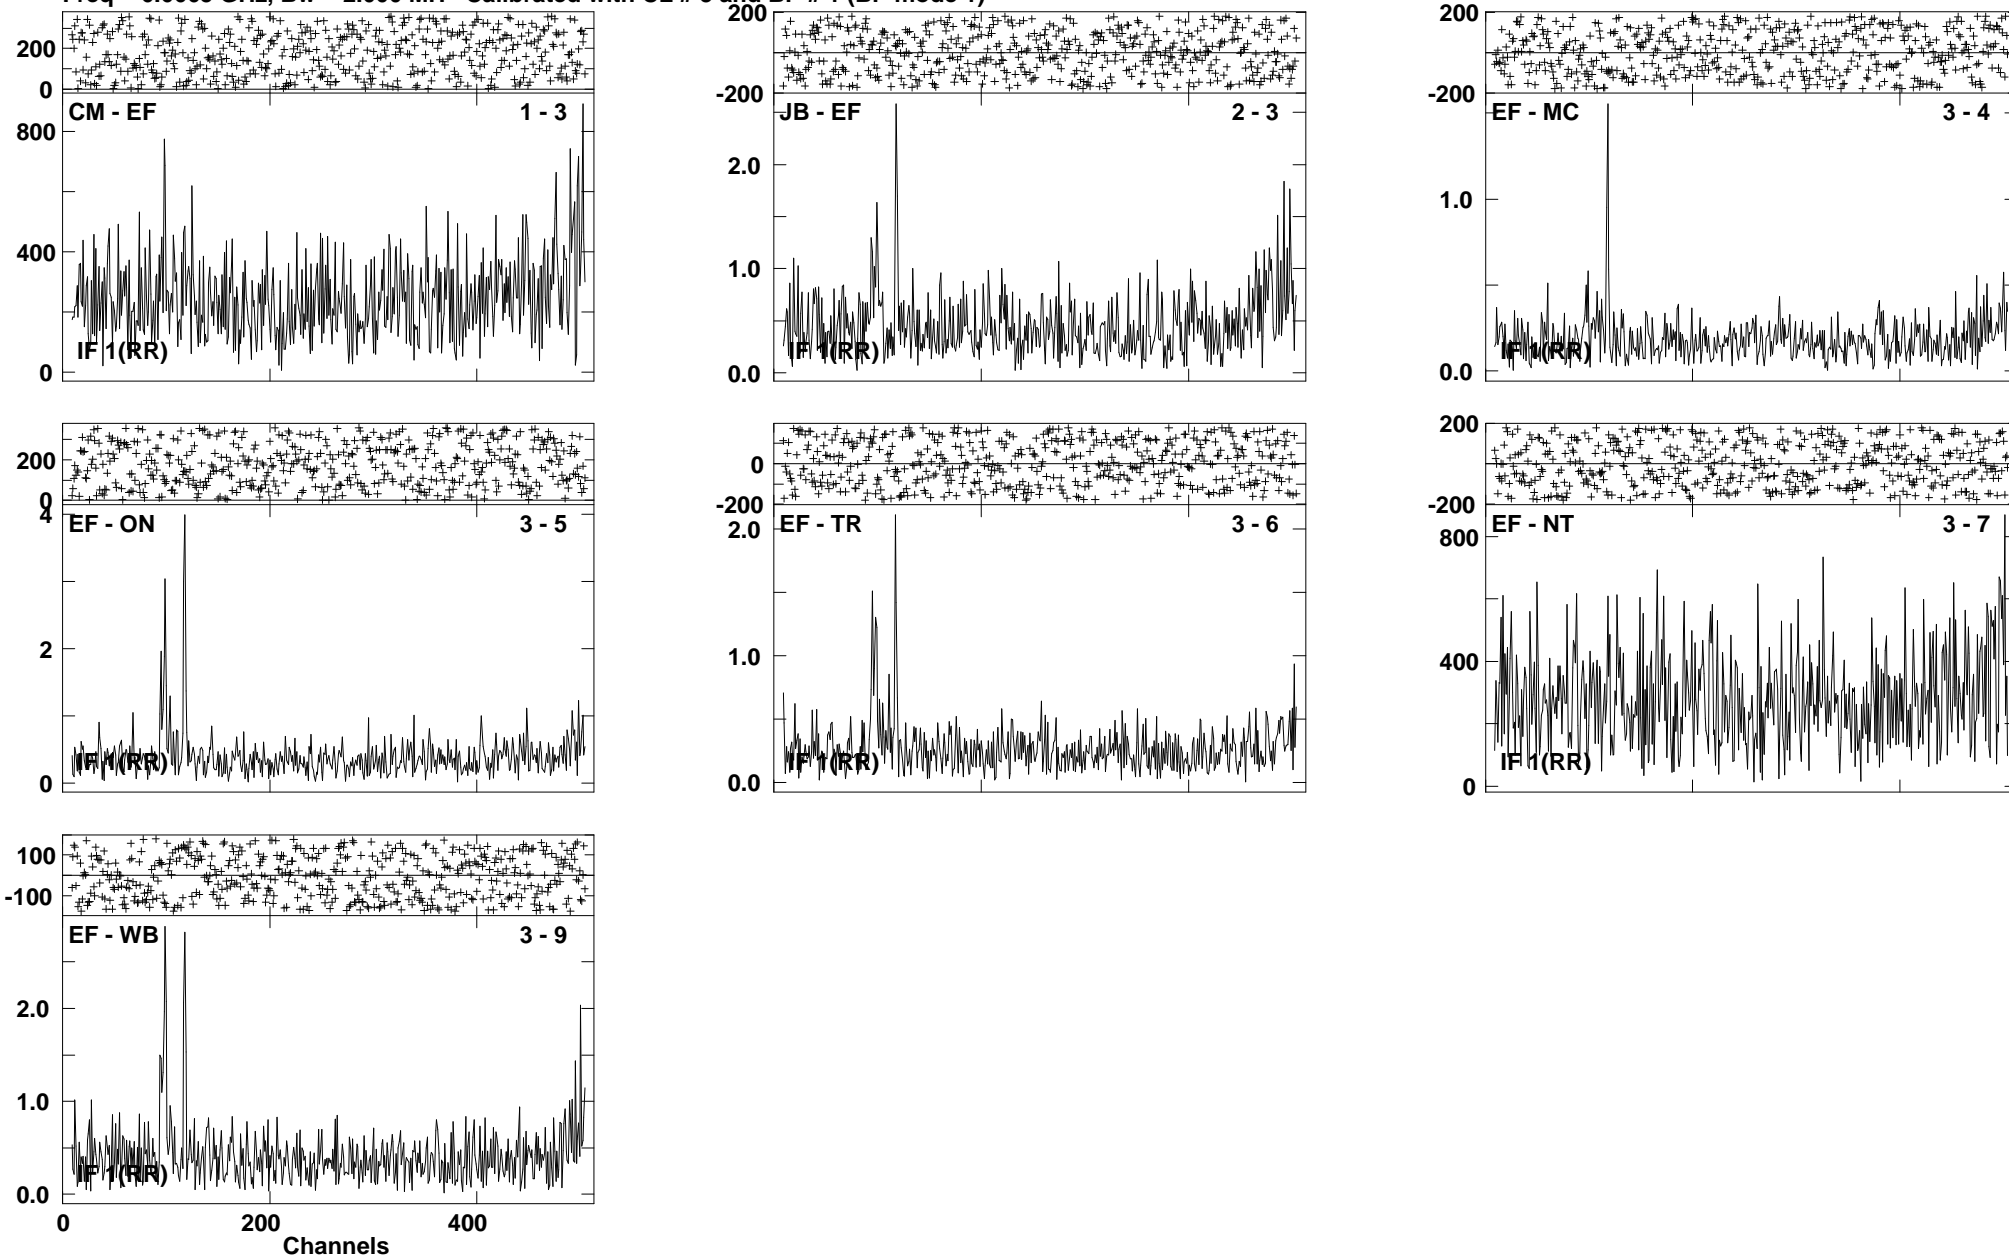 200 200 200
0 -200 -200
CM - EF 1 - 3 JB - EF 2 - 3 EF - MC 3 - 4
800 2.0 1.0
400 1.0
IF 1(RR) IF 1(RR) IF 1(RR)
0 0.0 0.0
200 200 0 200
0 -200 -200
EF - ON 3 - 5 EF - TR 3 - 6 EF - NT 3 - 7
4 2.0 800
2 1.0 400
IF 1(RR) IF 1(RR) IF 1(RR)
0 0.0 0
100
-100
EF - WB 3 - 9
2.0
1.0
IF 1(RR)
0.0
0 200 400
Channels